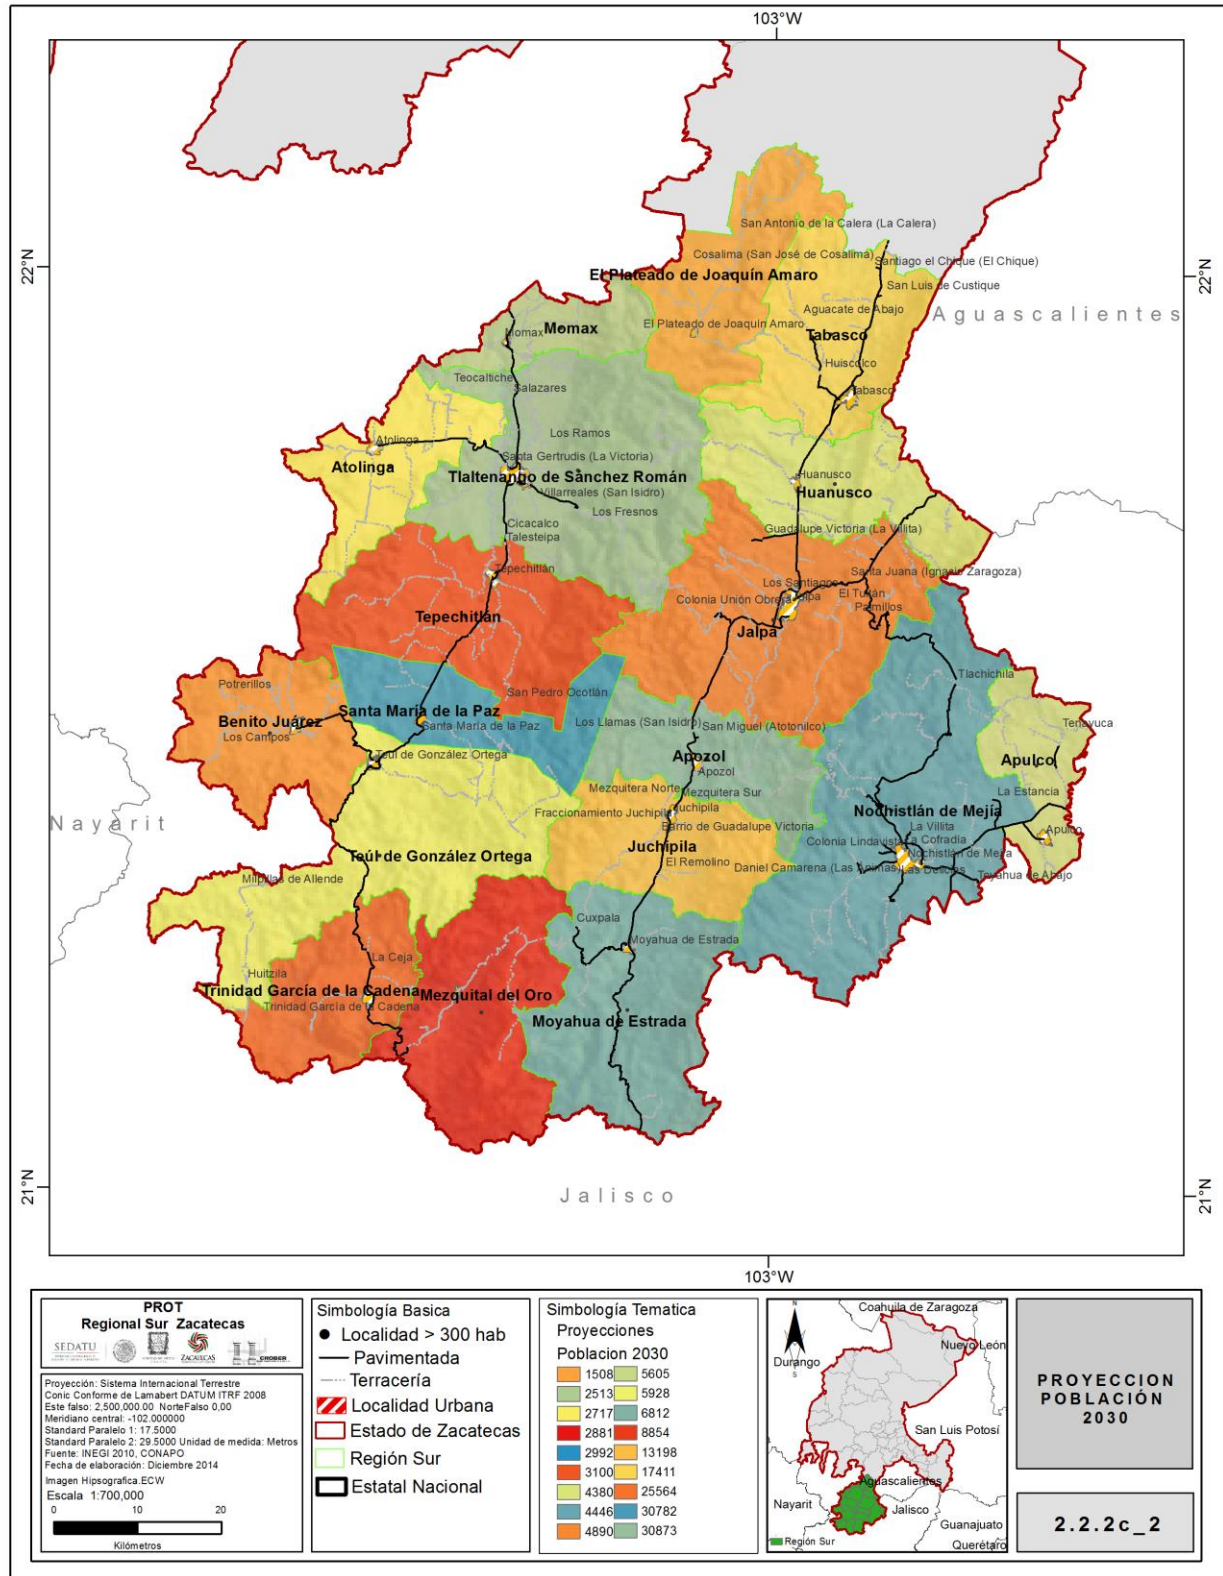 103°W
22°N
22°N
San Antonio de la Calera (La Calera)
Cosalima (San José de Cosalima)
Santiago el Chique (El Chique)
El Plateado de Joaquín Amaro
San Luis de Custique
Aguacate de Abajo
Aguascalientes
El Plateado de Joaquín Amaro
Momax
Momax
Tabasco
Huiscolco
Teocaltiche
Salazares
Tabasco
Los Ramos
Atolinga
Santa Gertrudis (La Victoria)
Atolinga
Tlaltenango de Sánchez Román
Huanusco
Villarreales (San Isidro)
Huanusco
Los Fresnos
Cicacalco
Talesteipa
Guadalupe Victoria (La Villita)
Tepechitlán
Santa Juana (Ignacio Zaragoza)
Los Santiagos
El Tuitán
Colonia Unión Obrera
Jalpa
Palmillos
Tepechitlán
Jalpa
Tlachichila
Potrerillos
San Pedro Ocotlán
Santa María de la Paz
Benito Juárez
Santa María de la Paz
Los Llamas (San Isidro)
San Miguel (Atotonilco)
Tenayuca
Los Campos
Teul de González Ortega
Apozol
Apozol
Apulco
Mezquitera Norte
Mezquitera Sur
La Estancia
Nayarit
Fraccionamiento Juchipila
Juchipila
Nochistlán de Mejía
Barrio de Guadalupe Victoria
La Villita
Apulco
Juchipila
Colonia Lindavista
La Cofradía
Teúl de González Ortega
El Remolino
Nochistlán de Mejía
Daniel Camarena (Las Animas)
Las Delicias
Toyahua de Abajo
Milpillas de Allende
Cuxpala
Moyahua de Estrada
La Ceja
Huitzila
Trinidad García de la Cadena
Mezquital del Oro
Trinidad García de la Cadena
Moyahua de Estrada
21°N
21°N
Jalisco
103°W
PROT
Regional Sur Zacatecas
SEDATU
ZACATECAS
Proyección: Sistema Internacional Terrestre
Conic Conforme de Lamabert DATUM ITRF 2008
Este falso: 2,500,000.00 NorteFalso 0,00
Meridiano central: -102.000000
Standard Paralelo 1: 17.5000
Standard Paralelo 2: 29.5000 Unidad de medida: Metros
Fuente: INEGI 2010, CONAPO
Fecha de elaboración: Diciembre 2014
Imagen Hipsografica.ECW
Escala 1:700,000
0 10 20
Kilómetros
Simbología Basica
Localidad > 300 hab
Pavimentada
Terracería
Localidad Urbana
Estado de Zacatecas
Región Sur
Estatal Nacional
Simbología Tematica
Proyecciones
Poblacion 2030
1508 5605
2513 5928
2717 6812
2881 8854
2992 13198
3100 17411
4380 25564
4446 30782
4890 30873
N
S
Coahuila de Zaragoza
Nuevo León
Durango
San Luis Potosí
Aguascalientes
Nayarit
Jalisco
Guanajuato
Querétaro
Región Sur
PROYECCION
POBLACIÓN
2030
2.2.2c_2